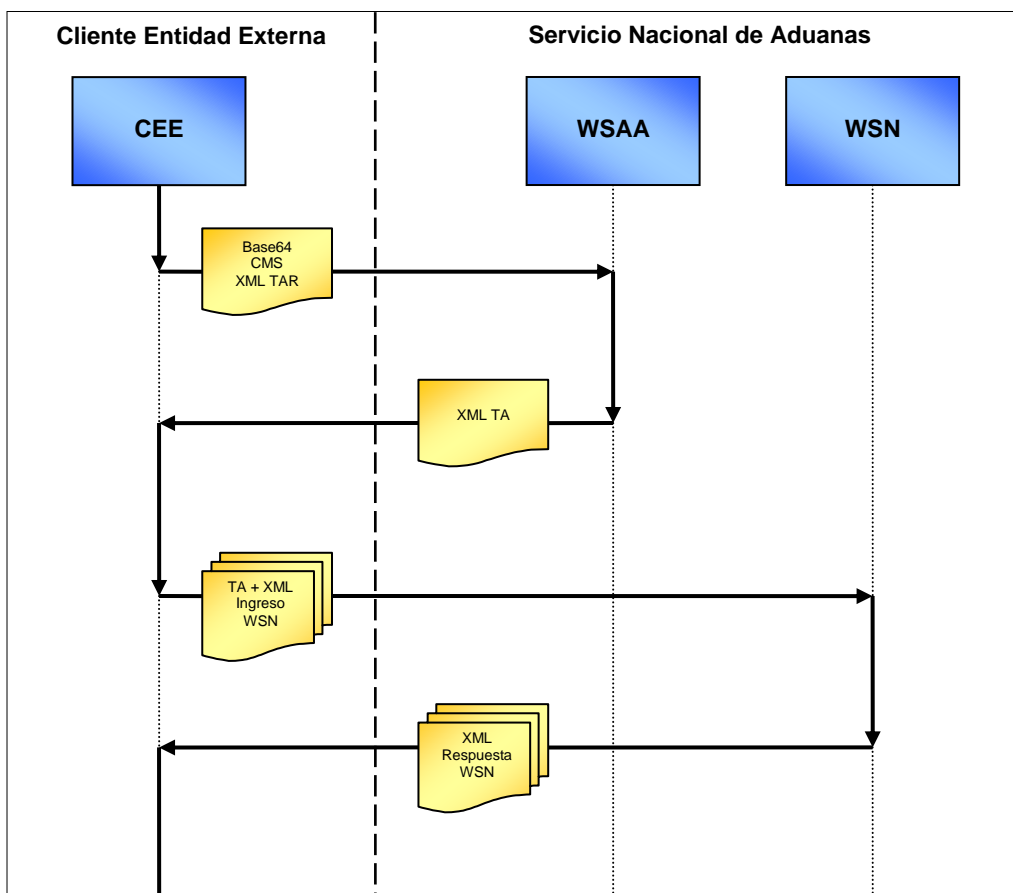 Cliente Entidad Externa
Servicio Nacional de Aduanas
CEE
WSAA
WSN
Base64
CMS
XML TAR
XML TA
TA + XML
Ingreso
WSN
XML
Respuesta
WSN